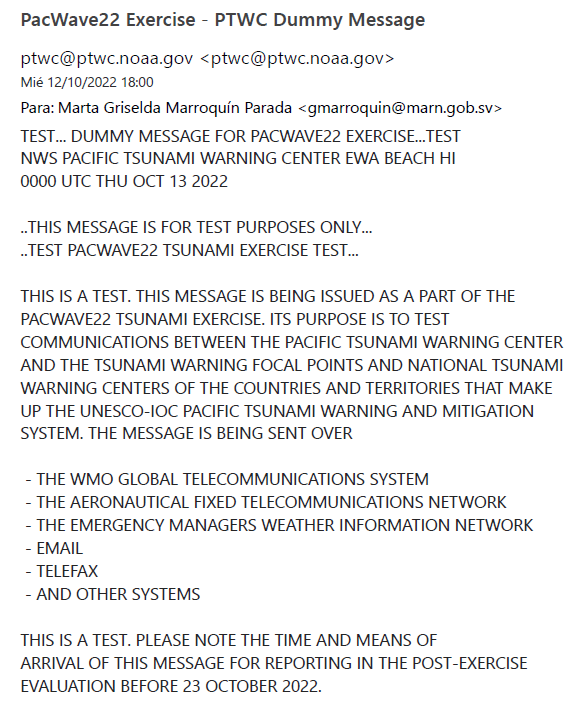 PacWave22 Exercise - PTWC Dummy Message
ptwc@ptwc.noaa.gov <ptwc@ptwc.noaa.gov>
Mié 12/10/2022 18:00
Para: Marta Griselda Marroquín Parada <gmarroquin@marn.gob.sv>
TEST... DUMMY MESSAGE FOR PACWAVE22 EXERCISE...TEST
NWS PACIFIC TSUNAMI WARNING CENTER EWA BEACH HI
0000 UTC THU OCT 13 2022
..THIS MESSAGE IS FOR TEST PURPOSES ONLY...
..TEST PACWAVE22 TSUNAMI EXERCISE TEST...
THIS IS A TEST. THIS MESSAGE IS BEING ISSUED AS A PART OF THE
PACWAVE22 TSUNAMI EXERCISE. ITS PURPOSE IS TO TEST
COMMUNICATIONS BETWEEN THE PACIFIC TSUNAMI WARNING CENTER
AND THE TSUNAMI WARNING FOCAL POINTS AND NATIONAL TSUNAMI
WARNING CENTERS OF THE COUNTRIES AND TERRITORIES THAT MAKE
UP THE UNESCO-IOC PACIFIC TSUNAMI WARNING AND MITIGATION
SYSTEM. THE MESSAGE IS BEING SENT OVER
- THE WMO GLOBAL TELECOMMUNICATIONS SYSTEM
- THE AERONAUTICAL FIXED TELECOMMUNICATIONS NETWORK
- THE EMERGENCY MANAGERS WEATHER INFORMATION NETWORK
- EMAIL
- TELEFAX
- AND OTHER SYSTEMS
THIS IS A TEST. PLEASE NOTE THE TIME AND MEANS OF
ARRIVAL OF THIS MESSAGE FOR REPORTING IN THE POST-EXERCISE
EVALUATION BEFORE 23 OCTOBER 2022.